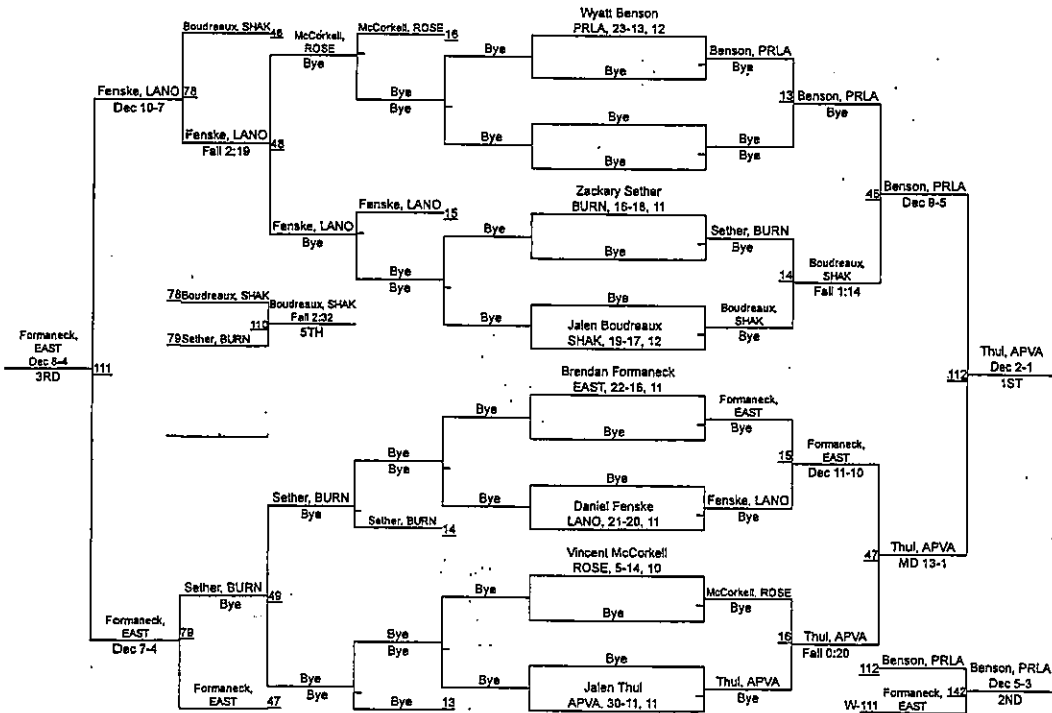 Wyatt Benson
PRLA, 23-13, 12
Bye
Bye
Bye
Bye
Bye
Benson, PRLA
Bye
Bye
Bye
13
Benson, PRLA
Bye
Zackary Sether
BURN, 16-18, 11
Bye
Bye
Bye
Jalen Boudreaux
SHAK, 19-17, 12
Sether, BURN
Bye
Boudreaux,
SHAK
Bye
14
Boudreaux,
SHAK
Fall 1:14
45
Benson, PRLA
Dec 9-5
Brendan Formaneck
EAST, 22-16, 11
Bye
Bye
Bye
Bye
Daniel Fenske
LANO, 21-20, 11
Formaneck,
EAST
Bye
Fenske, LANO
Bye
15
Formaneck,
EAST
Dec 11-10
Vincent McCorkell
ROSE, 5-14, 10
Bye
Bye
Bye
Bye
Jalen Thul
APVA, 30-11, 11
McCorkell, ROSE
Bye
Thul, APVA
Bye
16
Thul, APVA
Fall 0:20
47
Thul, APVA
MD 13-1
112
Thul, APVA
Dec 2-1
1ST
112
Benson, PRLA
W-111
Formaneck,
EAST
142
Benson, PRLA
Dec 5-3
2ND
McCorkell, ROSE
16
Bye
Bye
McCorkell,
ROSE
Bye
Fenske, LANO
15
Bye
Bye
Fenske, LANO
Bye
48
Fenske, LANO
Fall 2:19
Boudreaux, SHAK
46
78
Fenske, LANO
Dec 10-7
Bye
Bye
Sether, BURN
14
Sether, BURN
Bye
Bye
Bye
13
Bye
Bye
49
Sether, BURN
Bye
Formaneck,
EAST
47
79
Formaneck,
EAST
Dec 7-4
111
Formaneck,
EAST
Dec 8-4
3RD
78
Boudreaux, SHAK
79
Sether, BURN
110
Boudreaux, SHAK
Fall 2:32
5TH